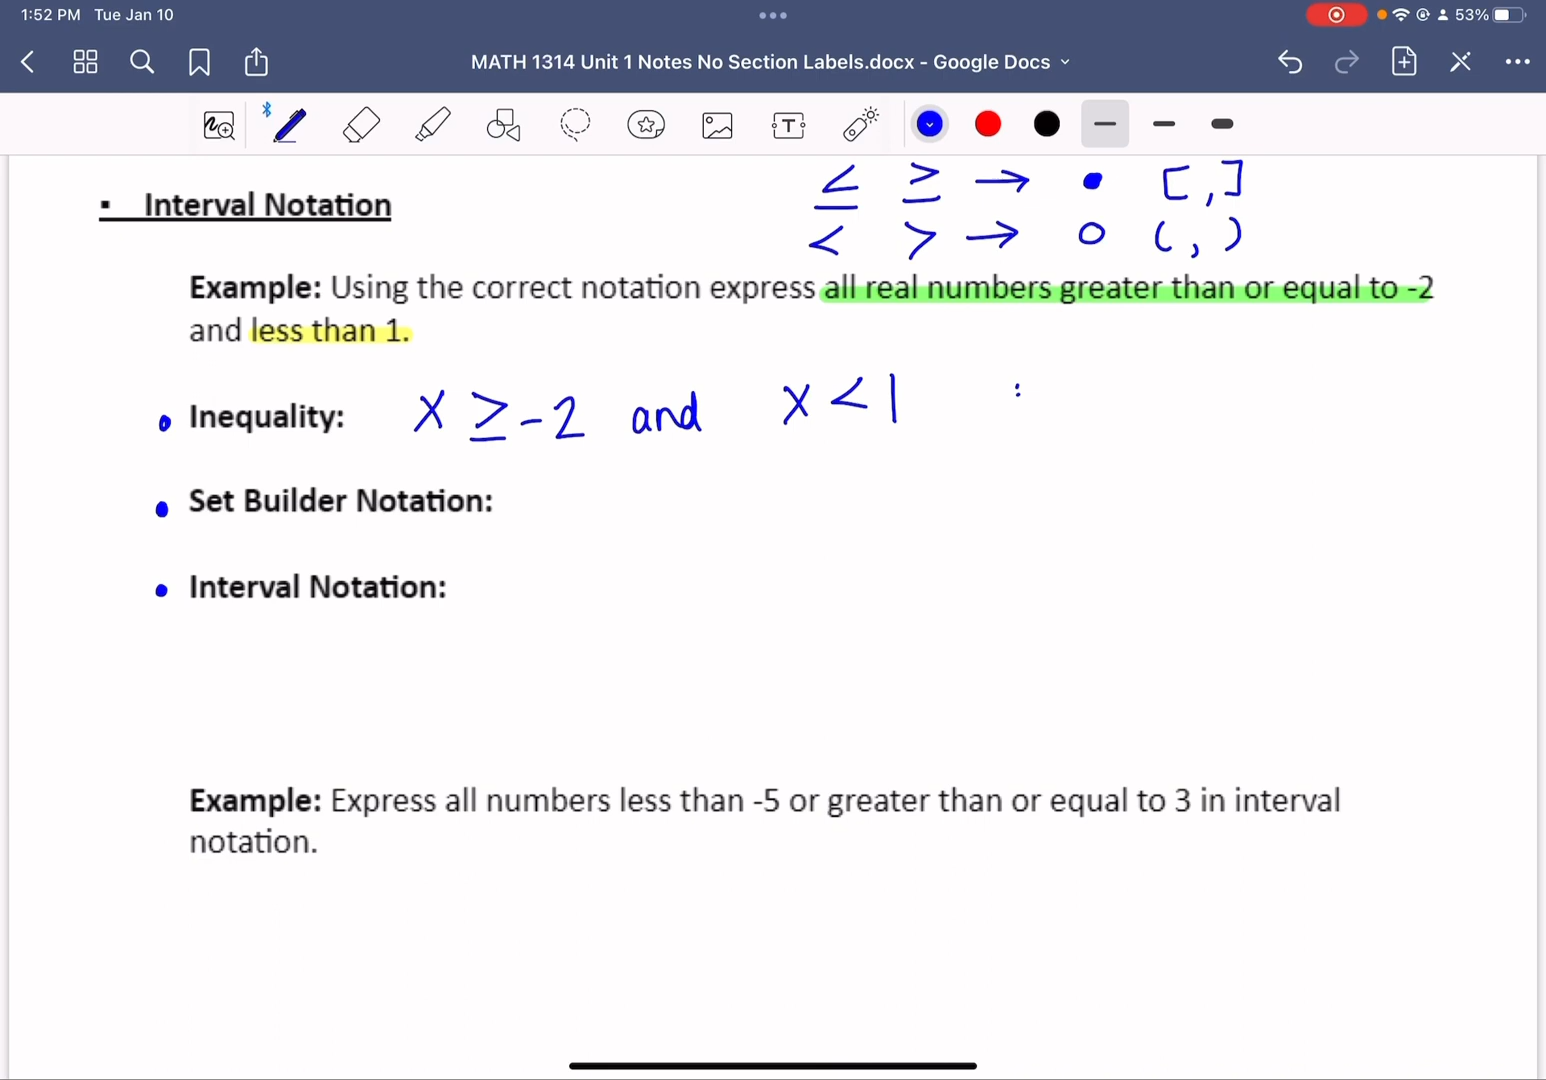 1:52 PM Tue Jan 10
53%
MATH 1314 Unit 1 Notes No Section Labels.docx - Google Docs
T
≤ ≥ → • [ , ]
▪ Interval Notation
< > → o ( , )
Example: Using the correct notation express all real numbers greater than or equal to -2
and less than 1.
• Inequality: x ≥ -2 and x < 1 :
• Set Builder Notation:
• Interval Notation:
Example: Express all numbers less than -5 or greater than or equal to 3 in interval
notation.